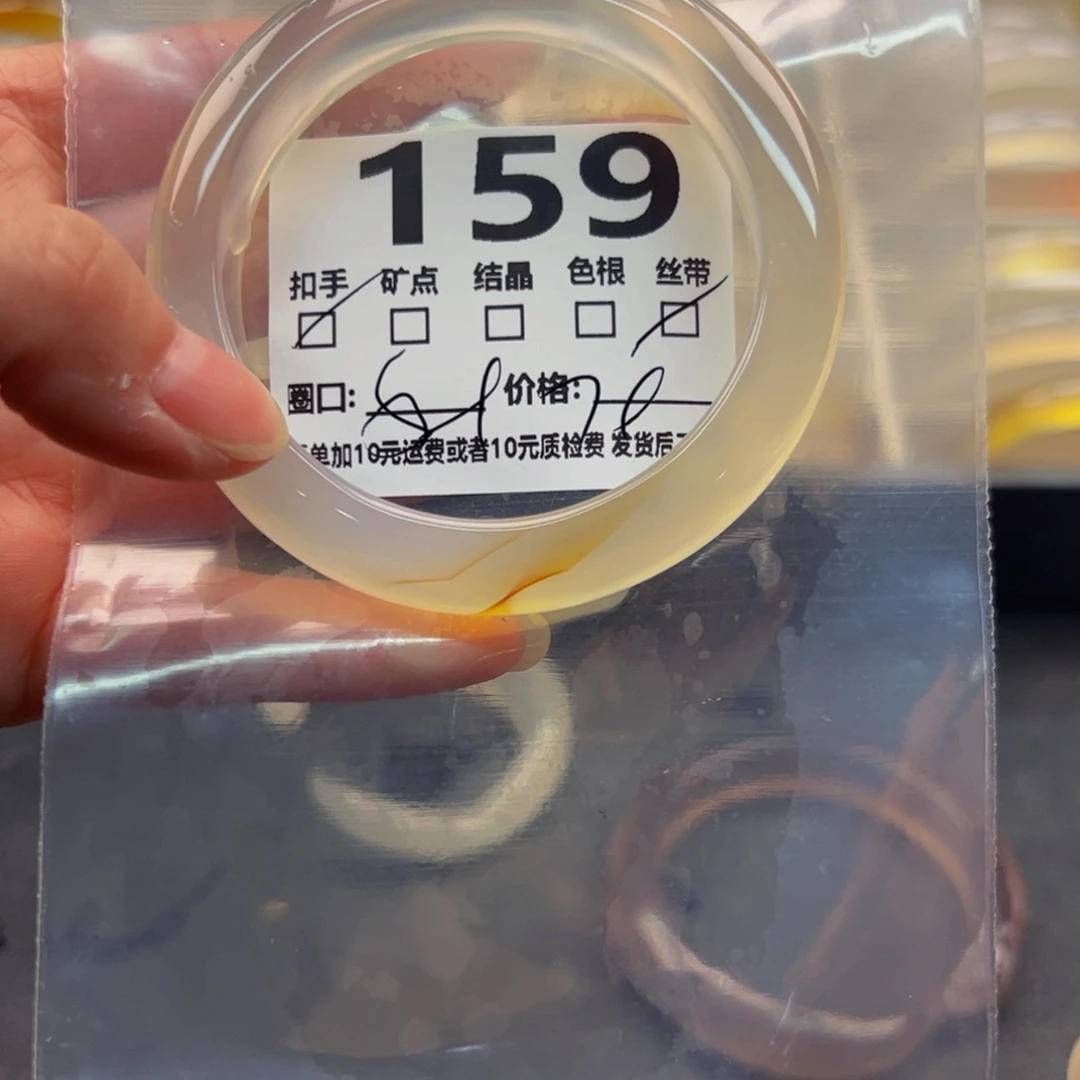 159
扣手 矿点 结晶 色根 丝带
圈口: 价格:
单加10元运费或者10元质检费 发货后